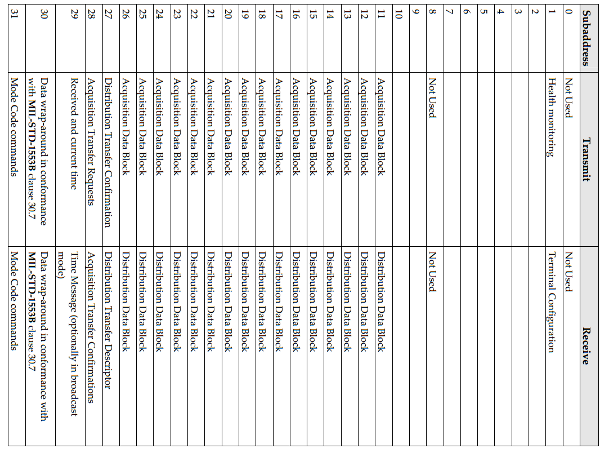 Subaddress Transmit Receive
0 Not Used Not Used
1 Health monitoring Terminal Configuration
2
3
4
5
6
7
8 Not Used Not Used
9
10
11 Acquisition Data Block Distribution Data Block
12 Acquisition Data Block Distribution Data Block
13 Acquisition Data Block Distribution Data Block
14 Acquisition Data Block Distribution Data Block
15 Acquisition Data Block Distribution Data Block
16 Acquisition Data Block Distribution Data Block
17 Acquisition Data Block Distribution Data Block
18 Acquisition Data Block Distribution Data Block
19 Acquisition Data Block Distribution Data Block
20 Acquisition Data Block Distribution Data Block
21 Acquisition Data Block Distribution Data Block
22 Acquisition Data Block Distribution Data Block
23 Acquisition Data Block Distribution Data Block
24 Acquisition Data Block Distribution Data Block
25 Acquisition Data Block Distribution Data Block
26 Acquisition Data Block Distribution Data Block
27 Distribution Transfer Confirmation Distribution Transfer Descriptor
28 Acquisition Transfer Requests Acquisition Transfer Confirmations
29 Received and current time Time Message (optionally in broadcast
mode)
30 Data wrap-around in conformance Data wrap-around in conformance with
with MIL-STD-1553B clause 30.7 MIL-STD-1553B clause 30.7
31 Mode Code commands Mode Code commands